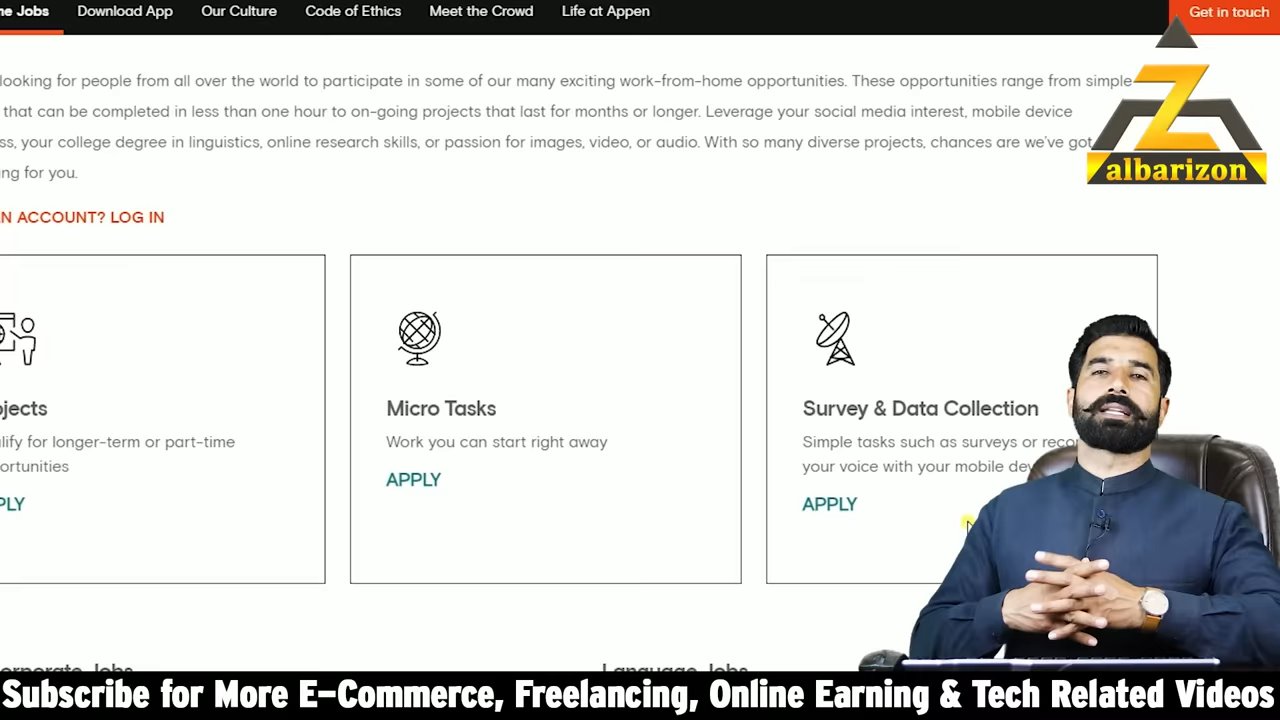 ne Jobs Download App Our Culture Code of Ethics Meet the Crowd Life at Appen Get in touch
looking for people from all over the world to participate in some of our many exciting work-from-home opportunities. These opportunities range from simple
that can be completed in less than one hour to on-going projects that last for months or longer. Leverage your social media interest, mobile device
ss, your college degree in linguistics, online research skills, or passion for images, video, or audio. With so many diverse projects, chances are we've got
ng for you.
Z
albarizon
N ACCOUNT? LOG IN
ojects
lify for longer-term or part-time
ortunities
PLY
Micro Tasks
Work you can start right away
APPLY
Survey & Data Collection
Simple tasks such as surveys or reco
your voice with your mobile dev
APPLY
orporate Jobs
Language Jobs
Subscribe for More E-Commerce, Freelancing, Online Earning & Tech Related Videos